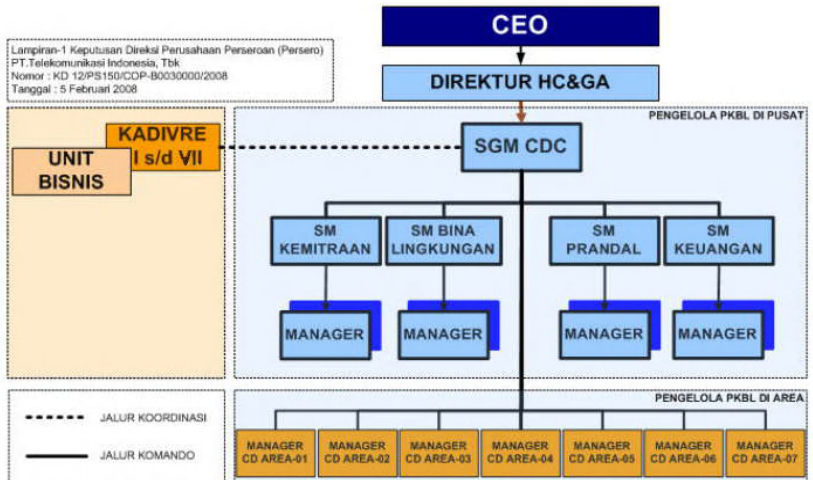 CEO
Lampiran-1 Keputusan Direksi Perusahaan Perseroan (Persero)
PT.Telekomunikasi Indonesia, Tbk
Nomor : KD 12/PS150/COP-B0030000/2008
Tanggal : 5 Februari 2008
DIREKTUR HC&GA
PENGELOLA PKBL DI PUSAT
KADIVRE
I s/d VII
UNIT
BISNIS
SGM CDC
SM
KEMITRAAN
SM BINA
LINGKUNGAN
SM
PRANDAL
SM
KEUANGAN
MANAGER
MANAGER
MANAGER
MANAGER
PENGELOLA PKBL DI AREA
JALUR KOORDINASI
JALUR KOMANDO
MANAGER
CD AREA-01
MANAGER
CD AREA-02
MANAGER
CD AREA-03
MANAGER
CD AREA-04
MANAGER
CD AREA-05
MANAGER
CD AREA-06
MANAGER
CD AREA-07